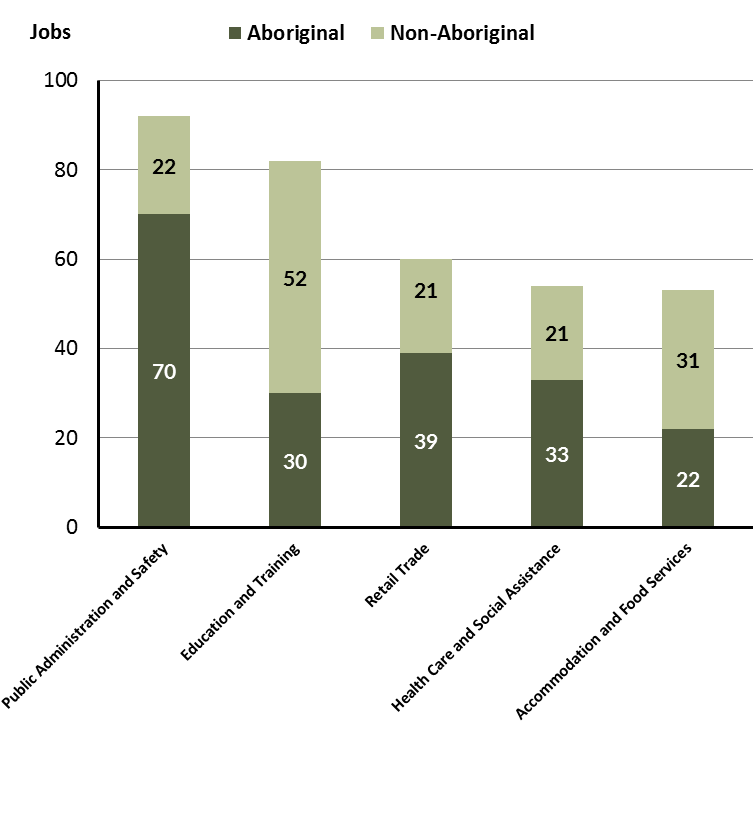 Jobs
Aboriginal
Non-Aboriginal
100
80
60
40
20
0
22
70
52
30
21
39
21
33
31
22
Public Administration and Safety
Education and Training
Retail Trade
Health Care and Social Assistance
Accommodation and Food Services